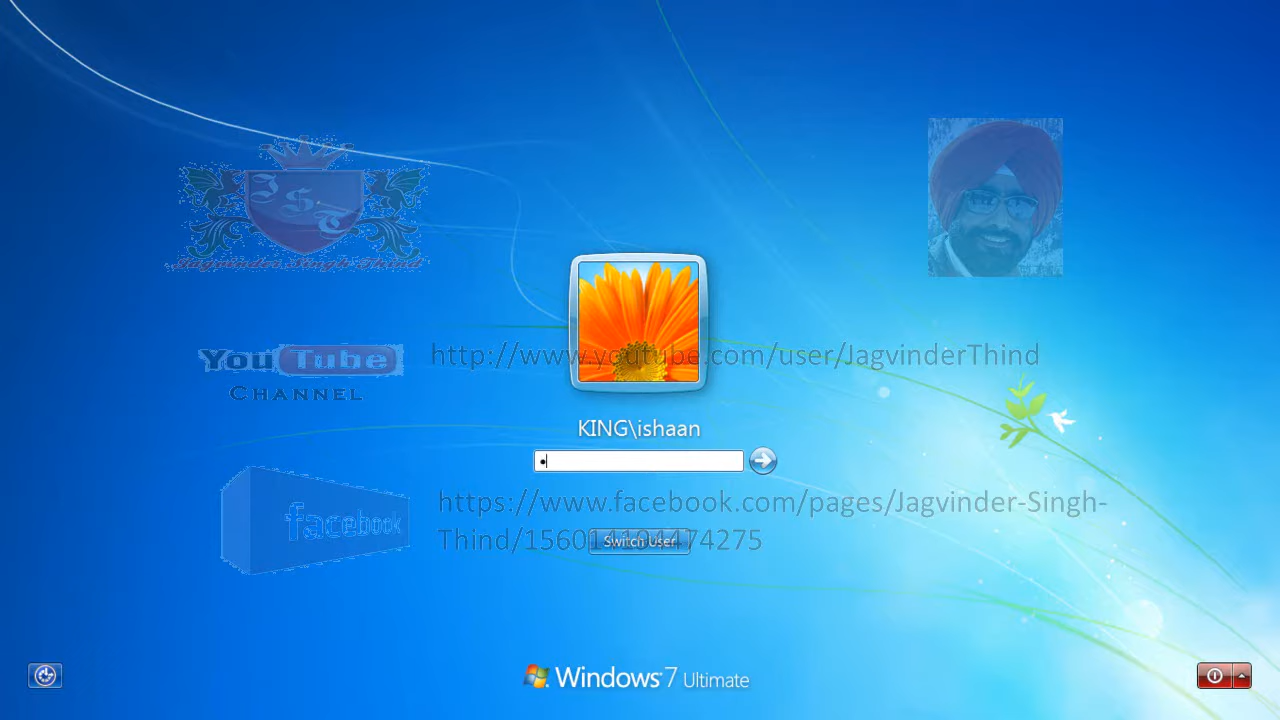 JST
Jagvinder Singh Thind
YouTube
CHANNEL
http://www.youtube.com/user/JagvinderThind
KING\ishaan
facebook
https://www.facebook.com/pages/Jagvinder-Singh-
Switch User
Windows 7 Ultimate